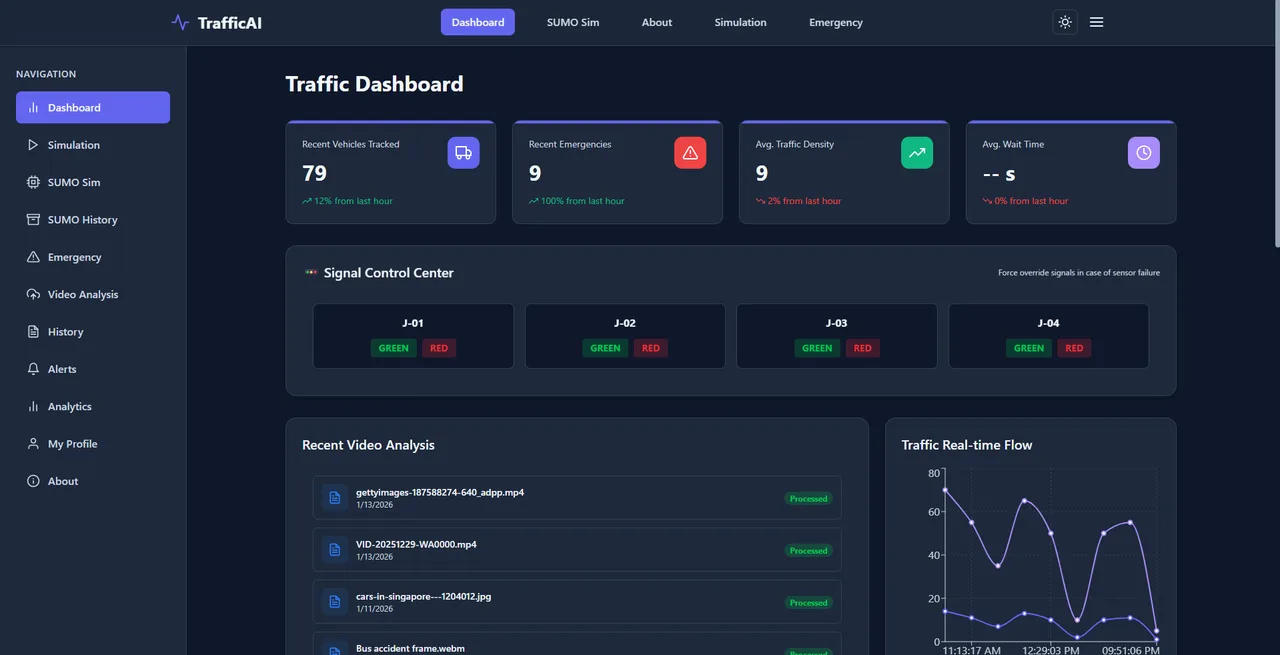 TrafficAI
Dashboard
SUMO Sim
About
Simulation
Emergency
NAVIGATION
Dashboard
Simulation
SUMO Sim
SUMO History
Emergency
Video Analysis
History
Alerts
Analytics
My Profile
About
Traffic Dashboard
Recent Vehicles Tracked
79
12% from last hour
Recent Emergencies
9
100% from last hour
Avg. Traffic Density
9
2% from last hour
Avg. Wait Time
-- s
0% from last hour
Signal Control Center
Force override signals in case of sensor failure
J-01
GREEN RED
J-02
GREEN RED
J-03
GREEN RED
J-04
GREEN RED
Recent Video Analysis
gettyimages-187588274-640_adpp.mp4
1/13/2026
Processed
VID-20251229-WA0000.mp4
1/13/2026
Processed
cars-in-singapore---1204012.jpg
1/11/2026
Processed
Bus accident frame.webm
Processed
Traffic Real-time Flow
80
60
40
20
0
11:13:17 AM 12:29:03 PM 09:51:06 PM